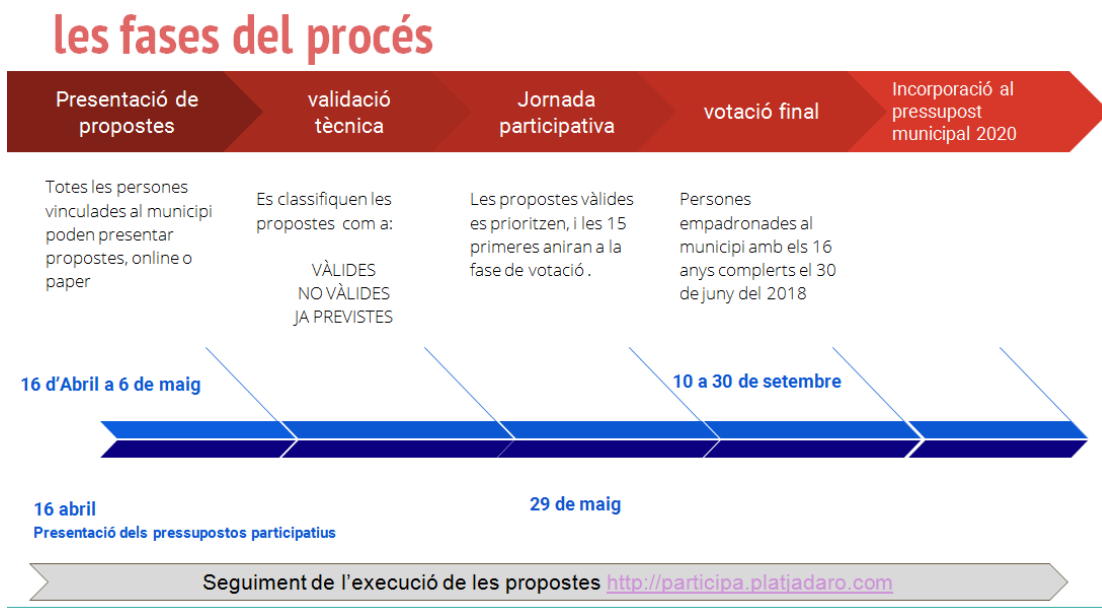 les fases del procés
Presentació de
propostes
validació
tècnica
Jornada
participativa
votació final
Incorporació al
pressupost
municipal 2020
Totes les persones
vinculades al municipi
poden presentar
propostes, online o
paper
Es classifiquen les
propostes com a:
VÀLIDES
NO VÀLIDES
JA PREVISTES
Les propostes vàlides
es prioritzen, i les 15
primeres aniran a la
fase de votació .
Persones
empadronades al
municipi amb els 16
anys complerts el 30
de juny del 2018
16 d'Abril a 6 de maig
10 a 30 de setembre
16 abril
Presentació dels pressupostos participatius
29 de maig
Seguiment de l'execució de les propostes http://participa.platjadaro.com